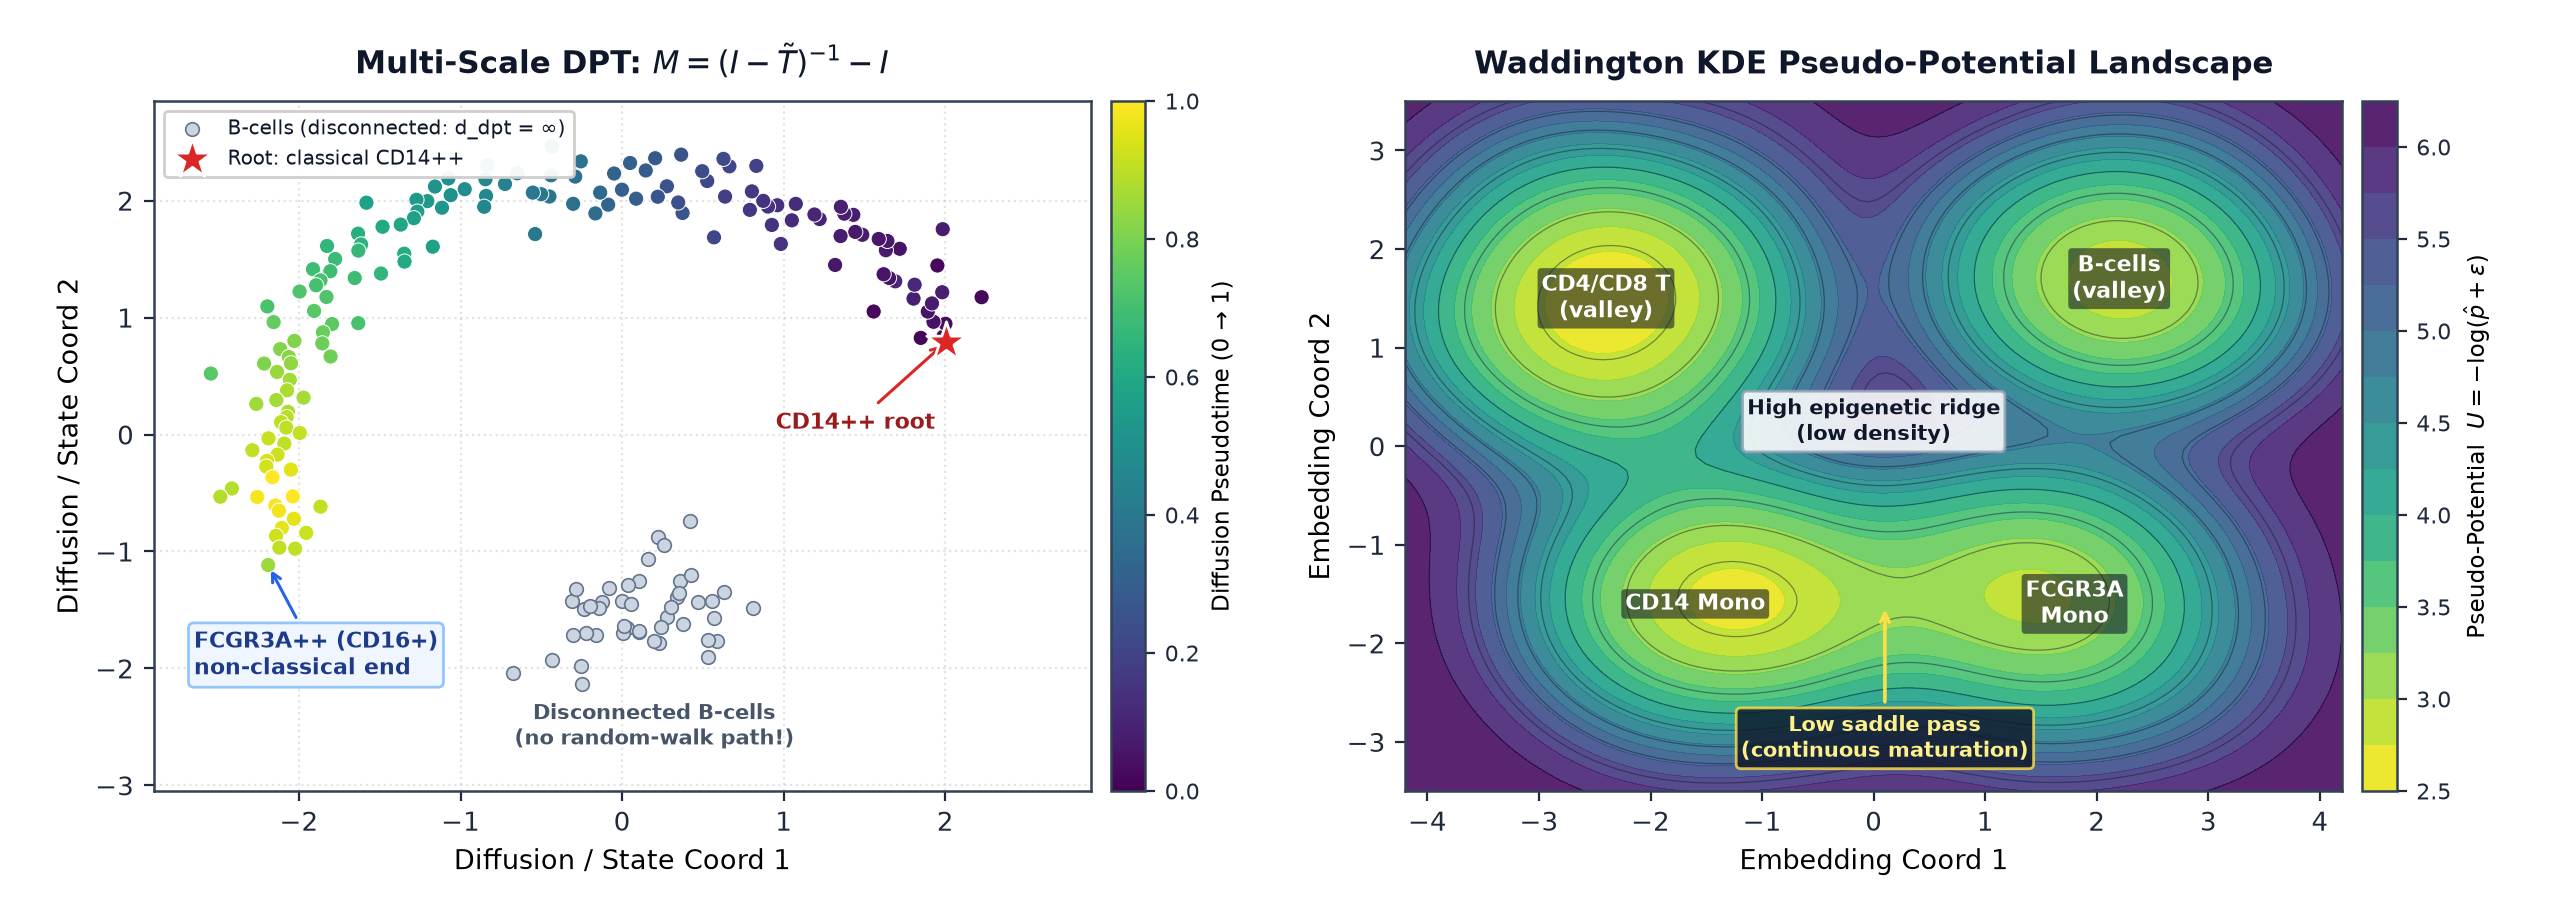 Multi-Scale DPT: M = (I − T̃)⁻¹ − I
B-cells (disconnected: d_dpt = ∞)
Root: classical CD14++
CD14++ root
FCGR3A++ (CD16+)
non-classical end
Disconnected B-cells
(no random-walk path!)
2
1
0
−1
−2
−3
−2
−1
0
1
2
Diffusion / State Coord 1
Diffusion / State Coord 2
1.0
0.8
0.6
0.4
0.2
0.0
Diffusion Pseudotime (0 → 1)
Waddington KDE Pseudo-Potential Landscape
CD4/CD8 T
(valley)
B-cells
(valley)
High epigenetic ridge
(low density)
CD14 Mono
FCGR3A
Mono
Low saddle pass
(continuous maturation)
3
2
1
0
−1
−2
−3
−4
−3
−2
−1
0
1
2
3
4
Embedding Coord 1
Embedding Coord 2
6.0
5.5
5.0
4.5
4.0
3.5
3.0
2.5
Pseudo-Potential U = −log(p̂ + ε)